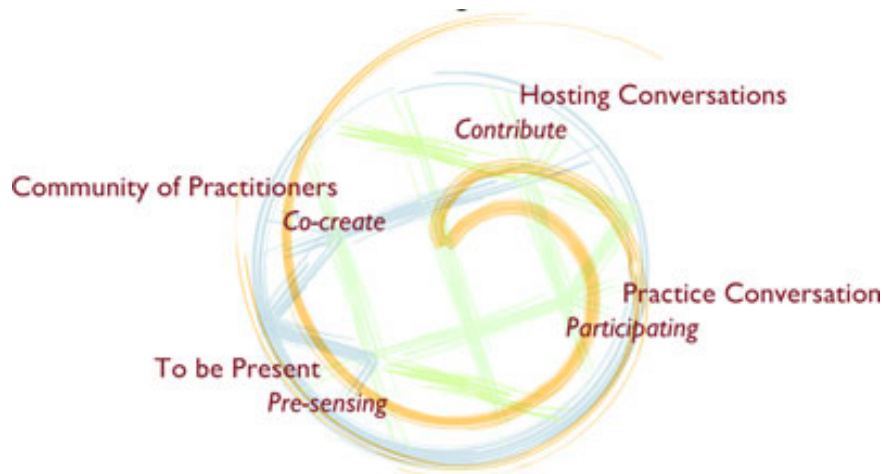 Hosting Conversations
Contribute
Community of Practitioners
Co-create
Practice Conversation
Participating
To be Present
Pre-sensing